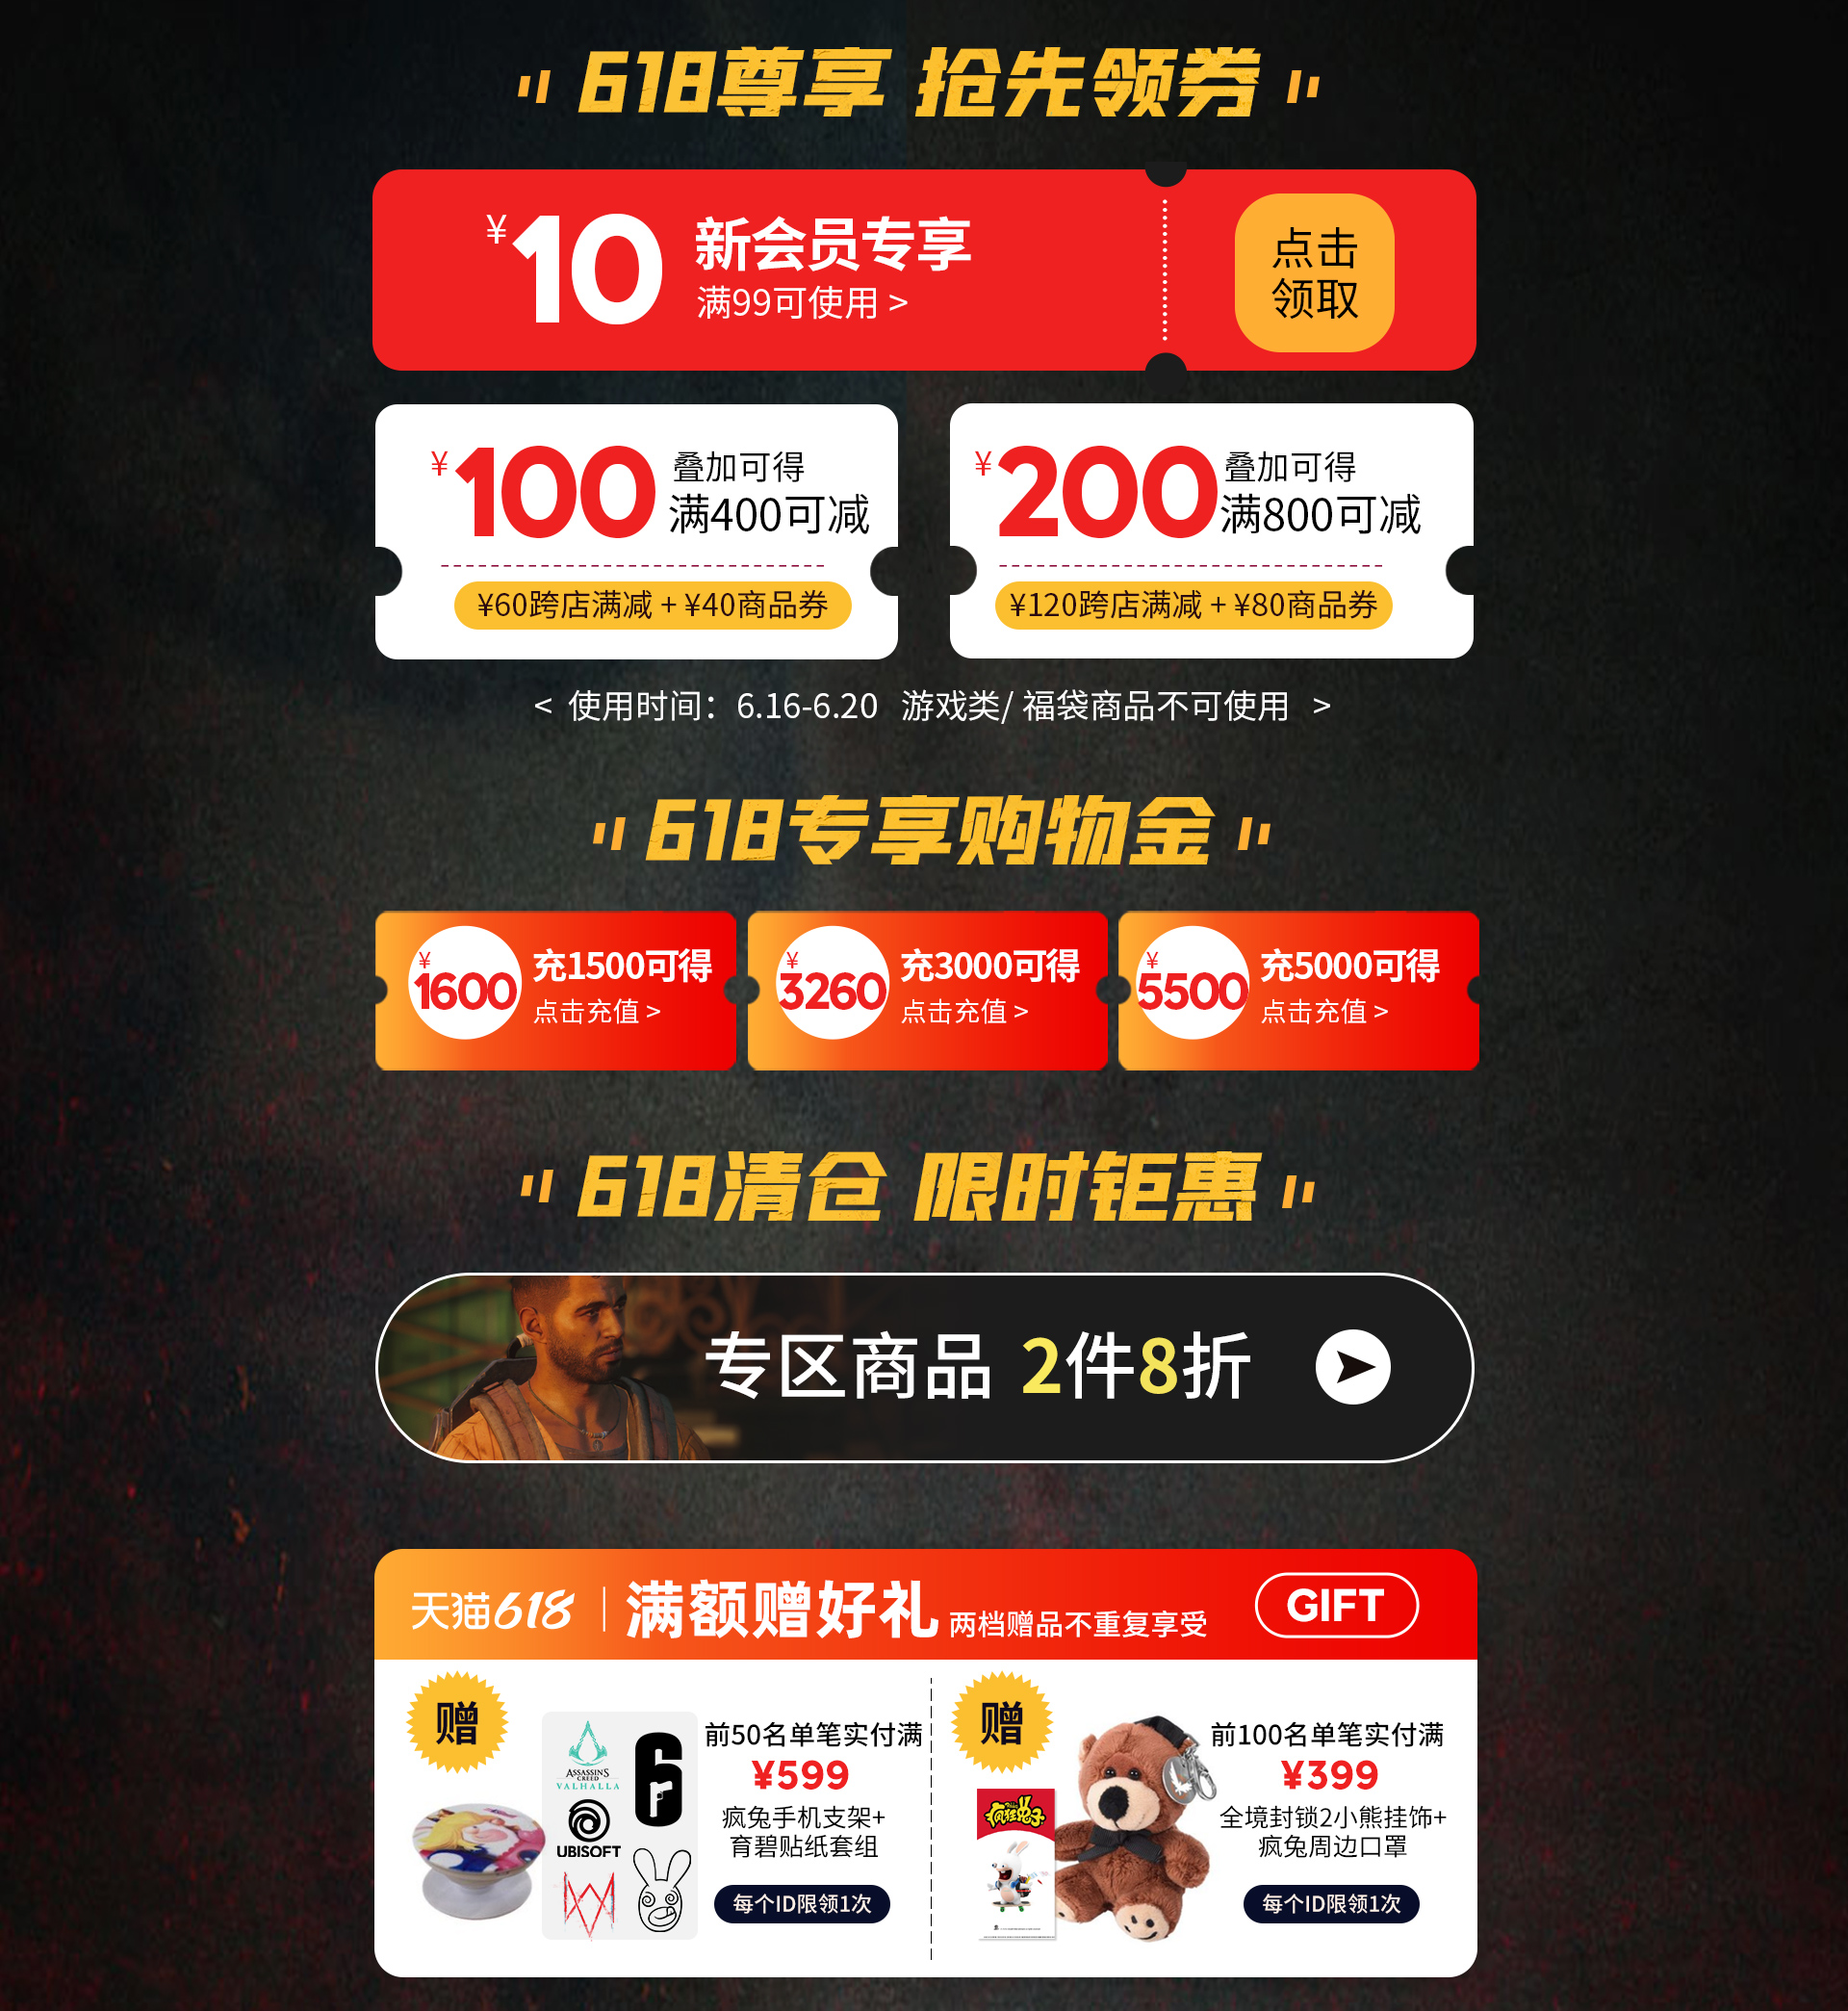 618尊享 抢先领券
¥10
新会员专享
满99可使用 >
点击
领取
¥100
叠加可得
满400可减
¥60跨店满减 + ¥40商品券
¥200
叠加可得
满800可减
¥120跨店满减 + ¥80商品券
< 使用时间：6.16-6.20 游戏类/ 福袋商品不可使用 >
618专享购物金
¥1600
充1500可得
点击充值 >
¥3260
充3000可得
点击充值 >
¥5500
充5000可得
点击充值 >
618清仓 限时钜惠
专区商品 2件8折
天猫618
满额赠好礼 两档赠品不重复享受
GIFT
赠
ASSASSIN'S
CREED
VALHALLA
UBISOFT
前50名单笔实付满
¥599
疯兔手机支架+
育碧贴纸套组
每个ID限领1次
赠
疯狂兔子
前100名单笔实付满
¥399
全境封锁2小熊挂饰+
疯兔周边口罩
每个ID限领1次